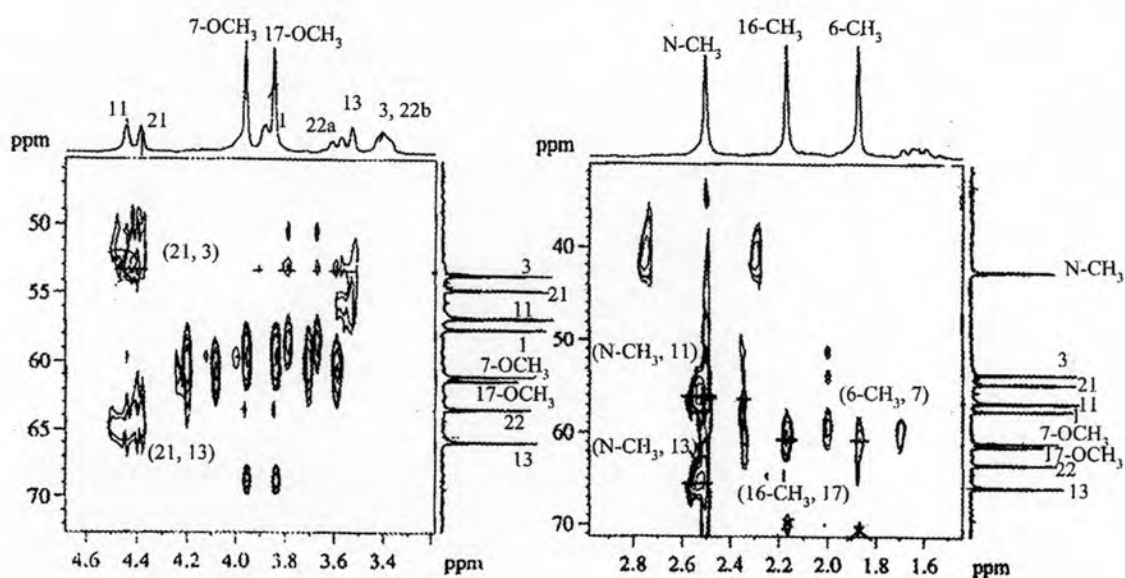 7-OCH3
17-OCH3
11
21
1
22a
13
3, 22b
ppm
50
55
60
65
70
(21, 3)
(21, 13)
3
21
11
1
7-OCH3
17-OCH3
22
13
4.6
4.2
4.0
3.8
3.6
3.4
ppm
N-CH3
16-CH3
6-CH3
ppm
40
50
60
70
(N-CH3, 11)
(6-CH3, 7)
(N-CH3, 13)
(16-CH3, 17)
N-CH3
3
21
11
1
7-OCH3
17-OCH3
22
13
2.8
2.6
2.4
2.2
2.0
1.8
1.6
ppm